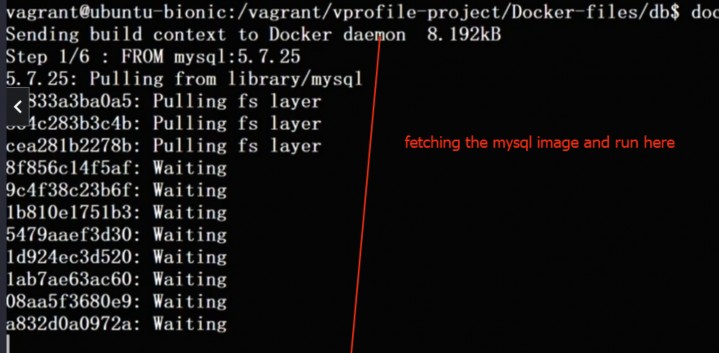 vagrant@ubuntu-bionic:/vagrant/vprofile-project/Docker-files/db$ doc
Sending build context to Docker daemon  8.192kB
Step 1/6 : FROM mysql:5.7.25
5.7.25: Pulling from library/mysql
833a3ba0a5: Pulling fs layer
4c283b3c4b: Pulling fs layer
cea281b2278b: Pulling fs layer
fetching the mysql image and run here
8f856c14f5af: Waiting
9c4f38c23b6f: Waiting
1b810e1751b3: Waiting
5479aaef3d30: Waiting
1d924ec3d520: Waiting
1ab7ae63ac60: Waiting
08aa5f3680e9: Waiting
a832d0a0972a: Waiting